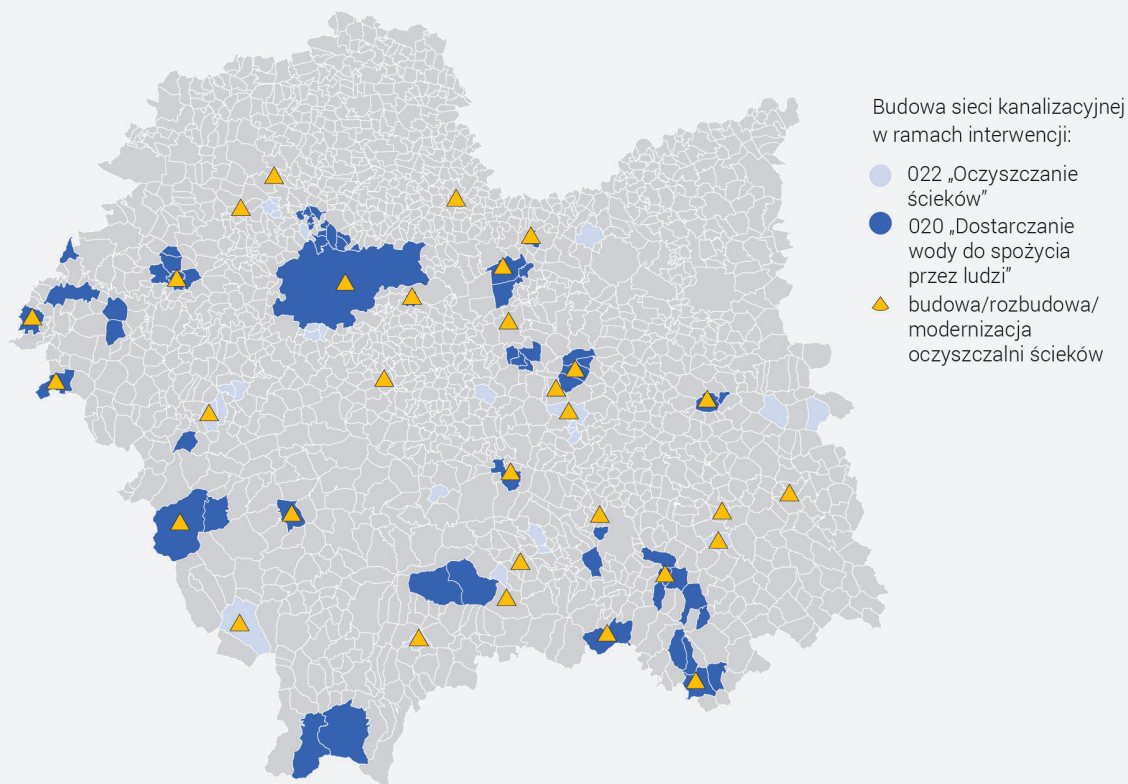 Budowa sieci kanalizacyjnej
w ramach interwencji:
022 „Oczyszczanie
ścieków”
020 „Dostarczanie
wody do spożycia
przez ludzi”
budowa/rozbudowa/
modernizacja
oczyszczalni ścieków